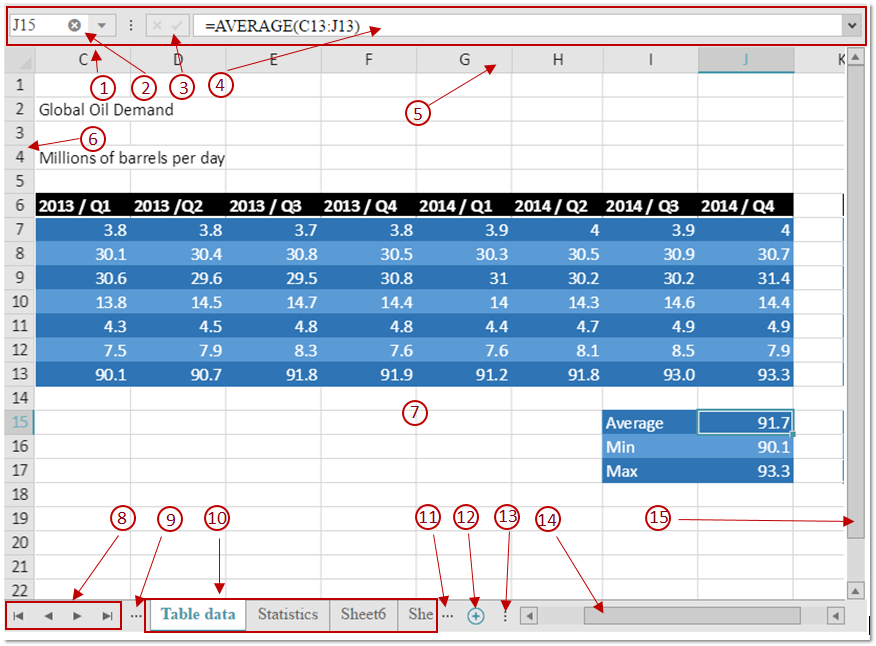 J15 =AVERAGE(C13:J13)
C D E F G H I J K
1 2 3 4
1
5
2 Global Oil Demand
3
6
4 Millions of barrels per day
5
6 2013 / Q1 2013 /Q2 2013 / Q3 2013 / Q4 2014 / Q1 2014 / Q2 2014 / Q3 2014 / Q4
7 3.8 3.8 3.7 3.8 3.9 4 3.9 4
8 30.1 30.4 30.8 30.5 30.3 30.5 30.9 30.7
9 30.6 29.6 29.5 30.8 31 30.2 30.2 31.4
10 13.8 14.5 14.7 14.4 14 14.3 14.6 14.4
11 4.3 4.5 4.8 4.8 4.4 4.7 4.9 4.9
12 7.5 7.9 8.3 7.6 7.6 8.1 8.5 7.9
13 90.1 90.7 91.8 91.9 91.2 91.8 93.0 93.3
14
7
15 Average 91.7
16 Min 90.1
17 Max 93.3
18
19 8 9 10 11 12 13 14 15
20
21
22
... Table data Statistics Sheet6 She ...